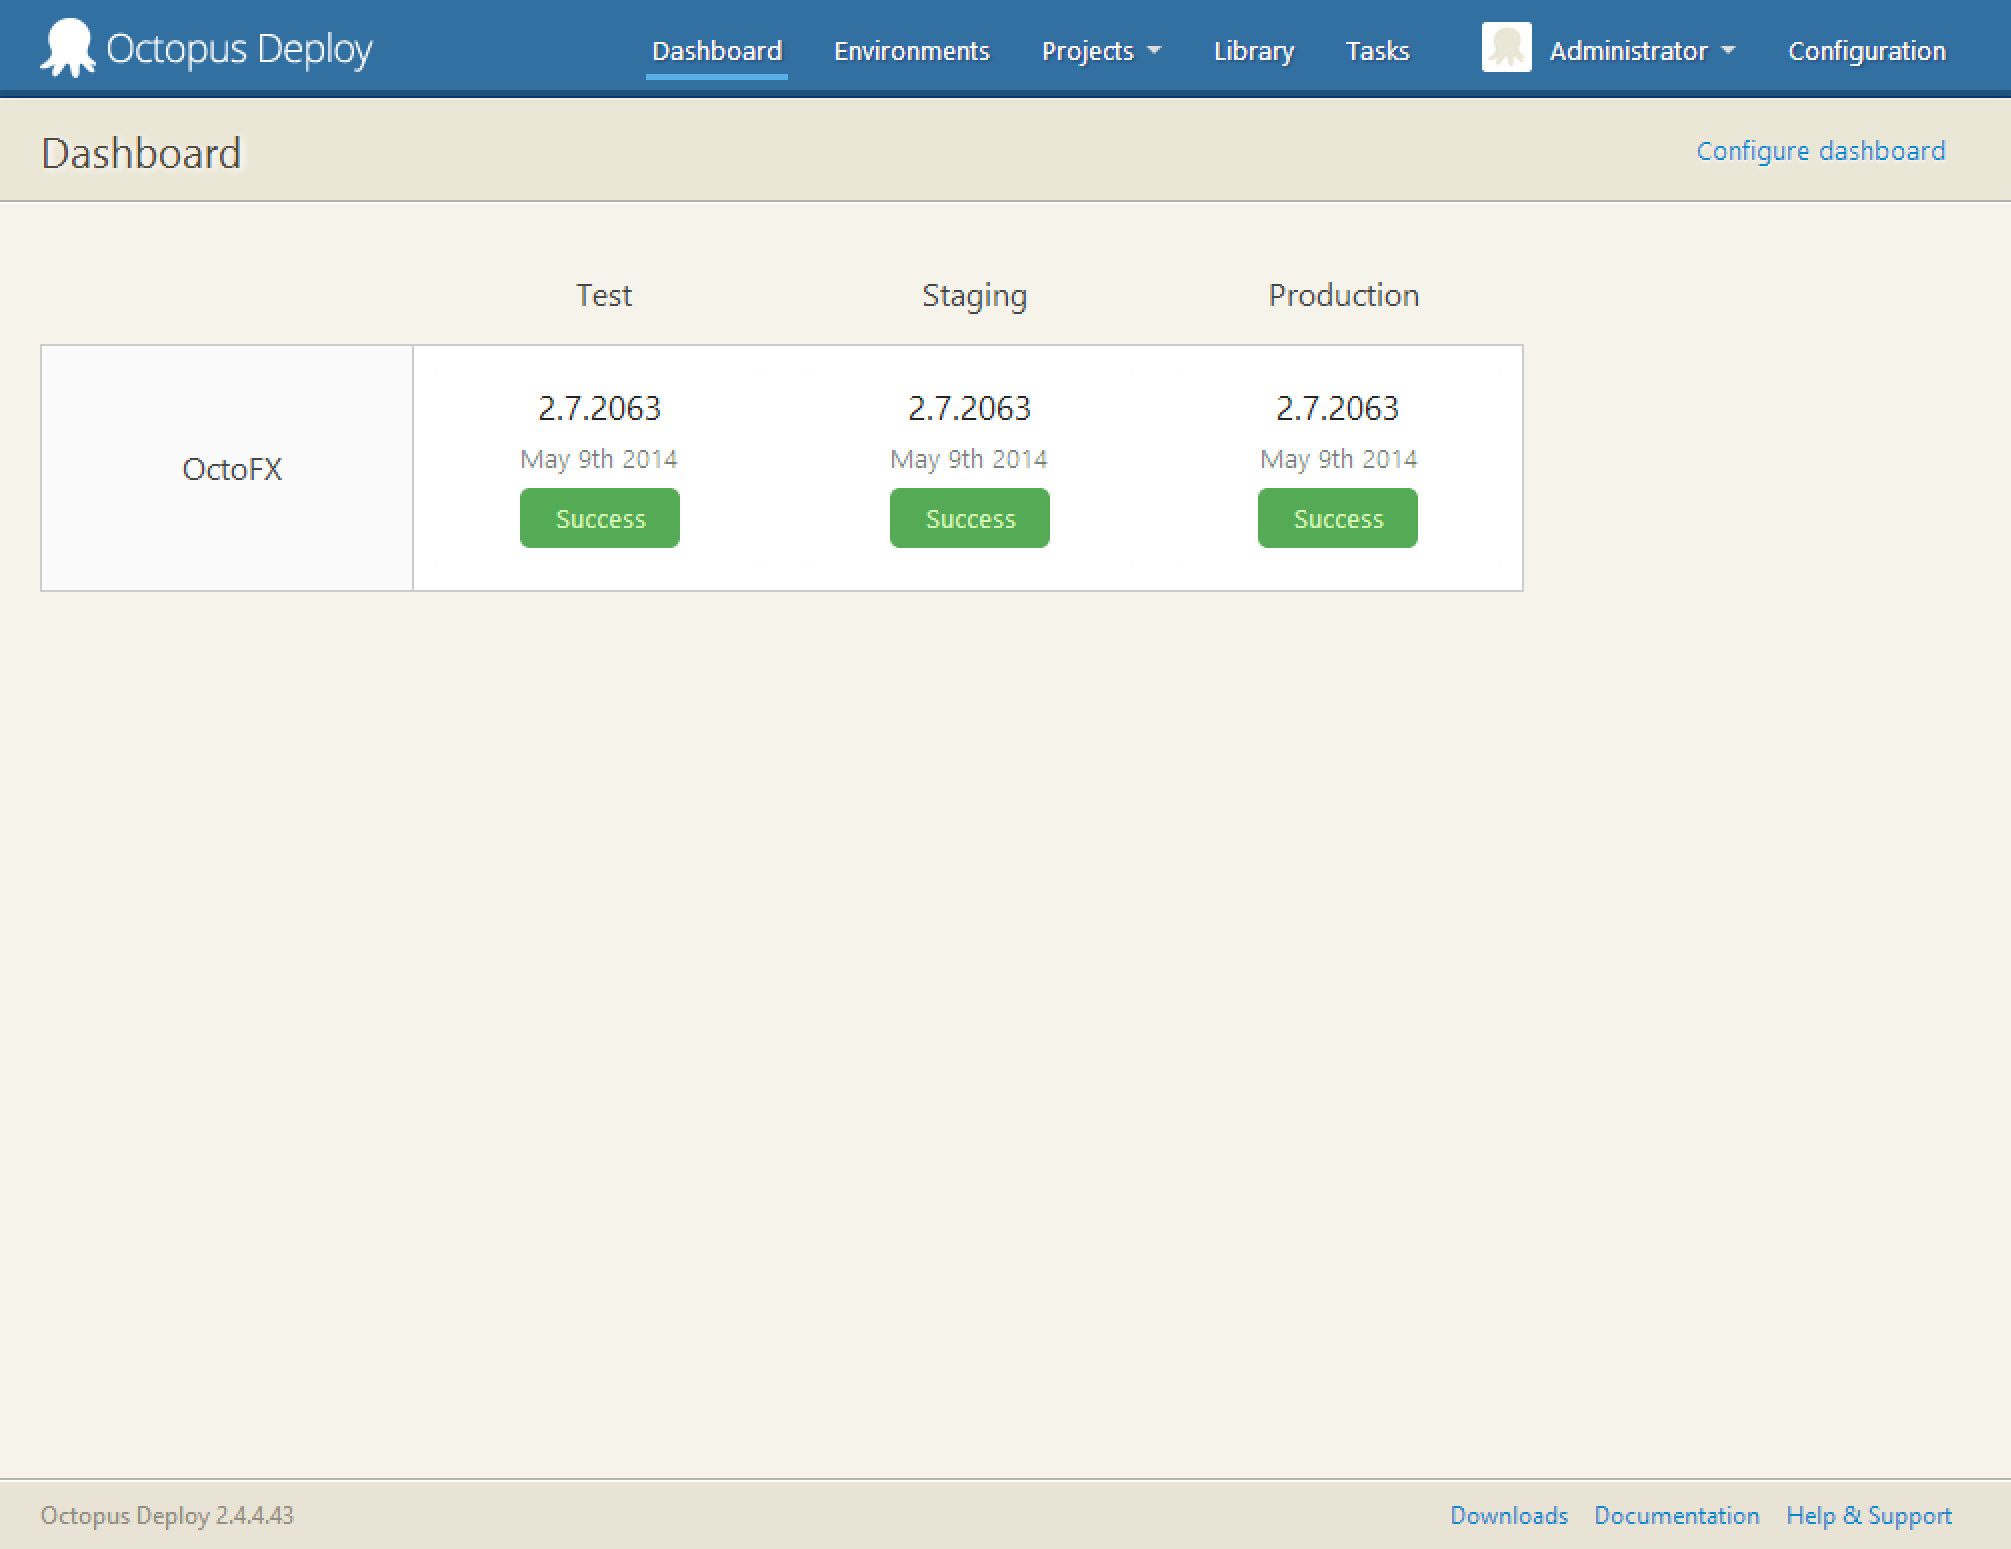 Octopus Deploy Dashboard Environments Projects Library Tasks Administrator Configuration
Dashboard Configure dashboard
Test Staging Production
2.7.2063 2.7.2063 2.7.2063
May 9th 2014 May 9th 2014 May 9th 2014
OctoFX
Success Success Success
Octopus Deploy 2.4.4.43 Downloads Documentation Help & Support